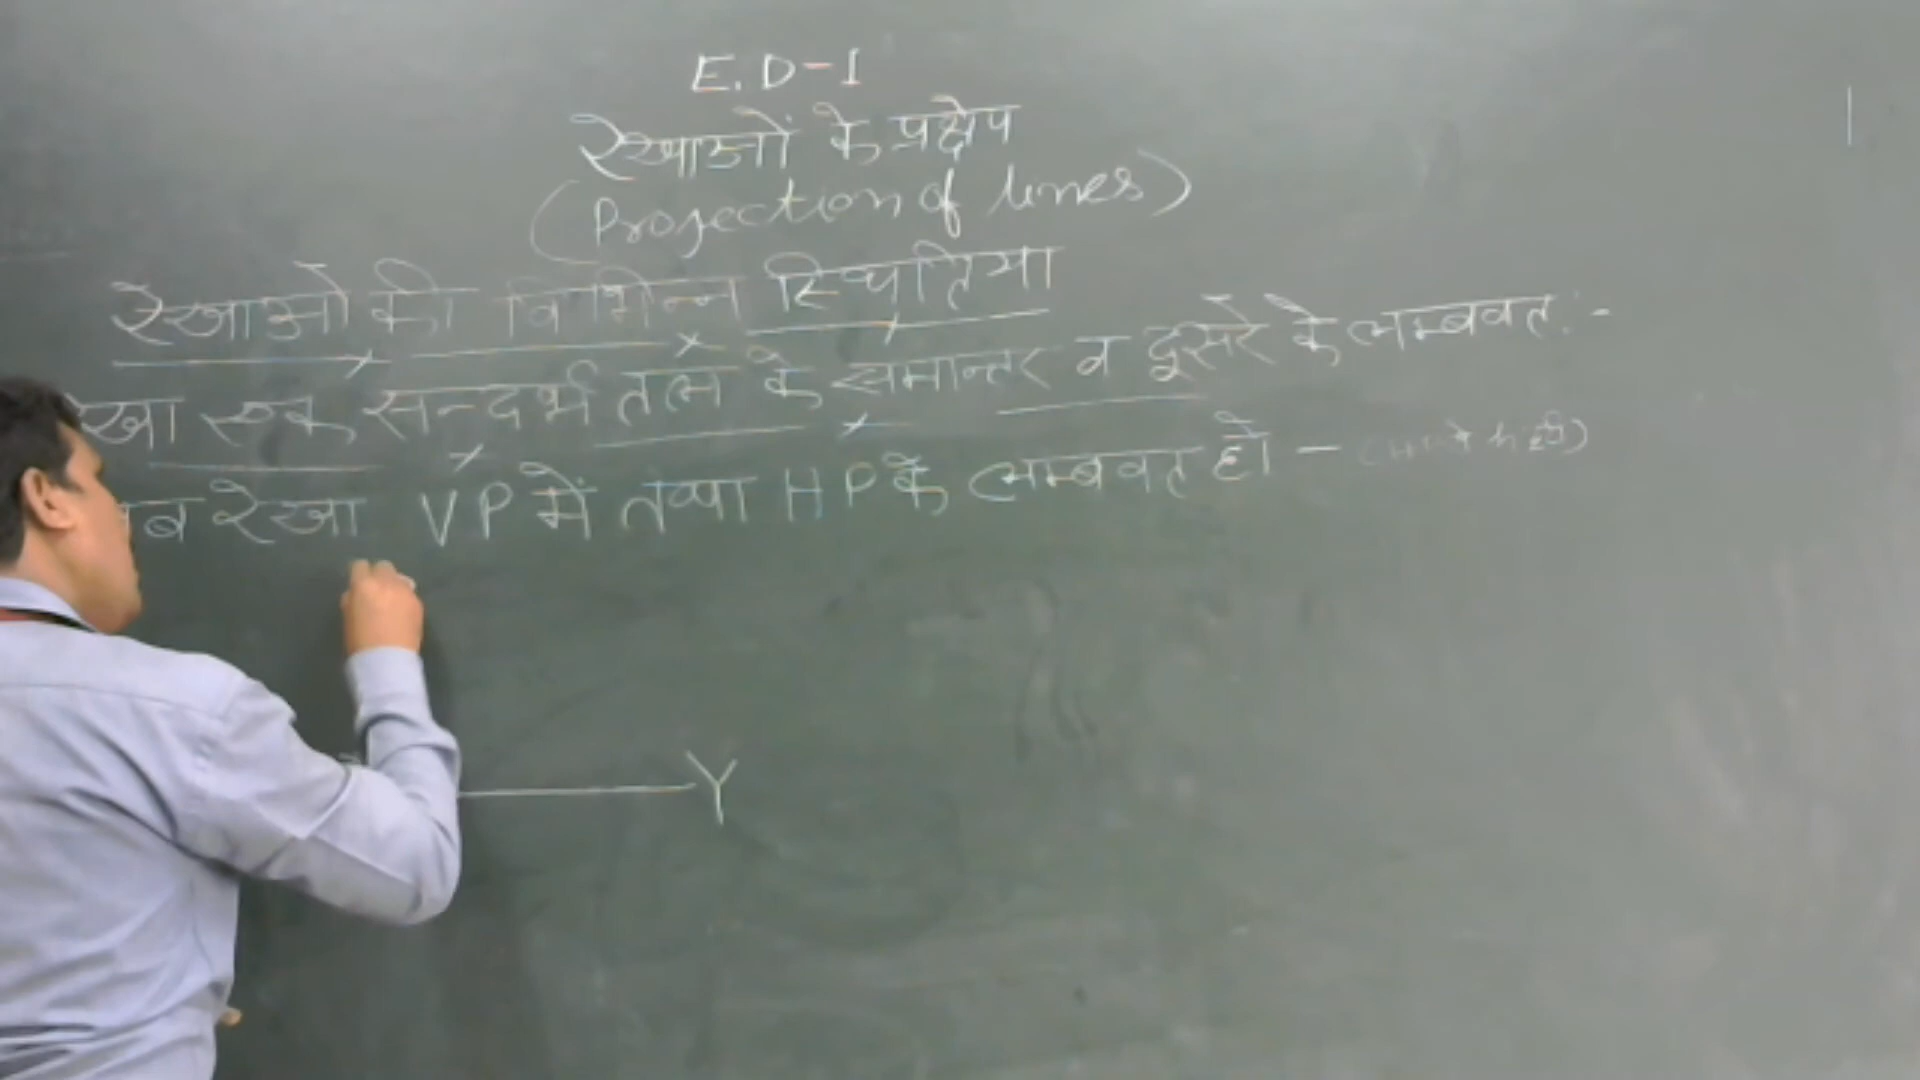 E.D-1
रेखाओं के प्रक्षेप
(Projection of lines)
रेखाओ की विभिन्न स्थितिया
रेखा एक सन्दर्भ तल के समान्तर व दूसरे के लम्बवत:-
जब रेखा VP में तथा HP के लम्बवत हो -
Y